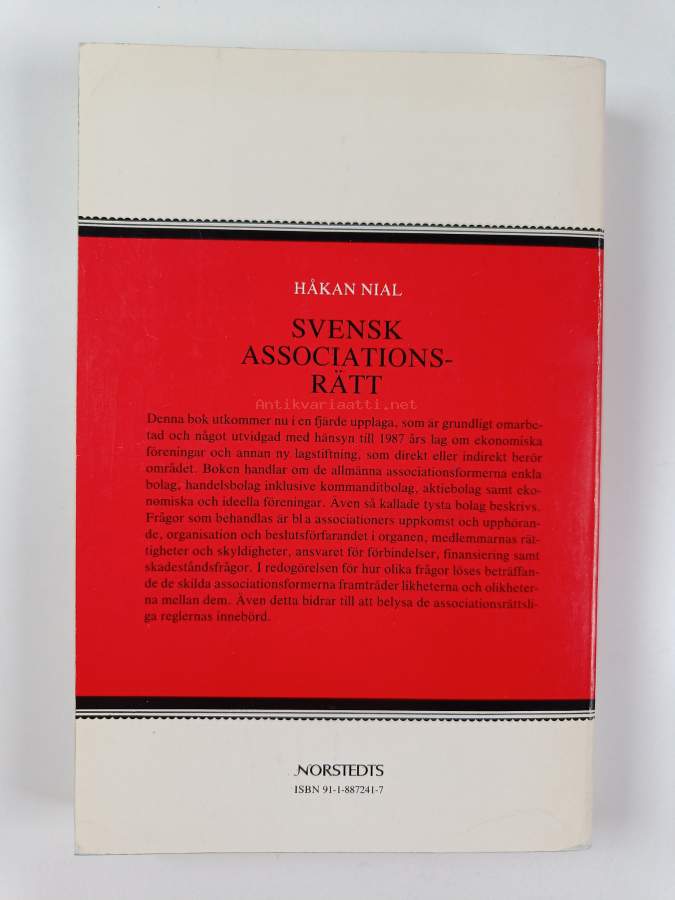 HÅKAN NIAL
SVENSK
ASSOCIATIONS-
RÄTT
Antikvariaatti.net
Denna bok utkommer nu i en fjärde upplaga, som är grundligt omarbe-
tad och något utvidgad med hänsyn till 1987 års lag om ekonomiska
föreningar och annan ny lagstiftning, som direkt eller indirekt berör
området. Boken handlar om de allmänna associationsformerna enkla
bolag, handelsbolag inklusive kommanditbolag, aktiebolag samt eko-
nomiska och ideella föreningar. Även så kallade tysta bolag beskrivs.
Frågor som behandlas är bl a associationers uppkomst och upphöran-
de, organisation och beslutsförfarandet i organen, medlemmarnas rät-
tigheter och skyldigheter, ansvaret för förbindelser, finansiering samt
skadeståndsfrågor. I redogörelsen för hur olika frågor löses beträffan-
de de skilda associationsformerna framträder likheterna och olikheter-
na mellan dem. Även detta bidrar till att belysa de associationsrättsli-
ga reglernas innebörd.
NORSTEDTS
ISBN 91-1-887241-7